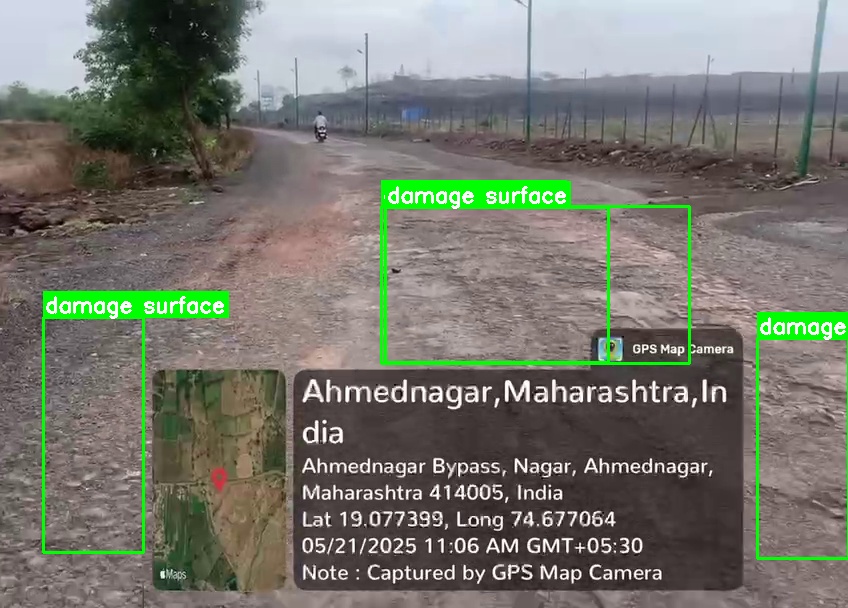 damage surface
damage surface
damage
GPS Map Camera
Ahmednagar,Maharashtra,In
dia
Ahmednagar Bypass, Nagar, Ahmednagar,
Maharashtra 414005, India
Lat 19.077399, Long 74.677064
05/21/2025 11:06 AM GMT+05:30
Note : Captured by GPS Map Camera
Maps